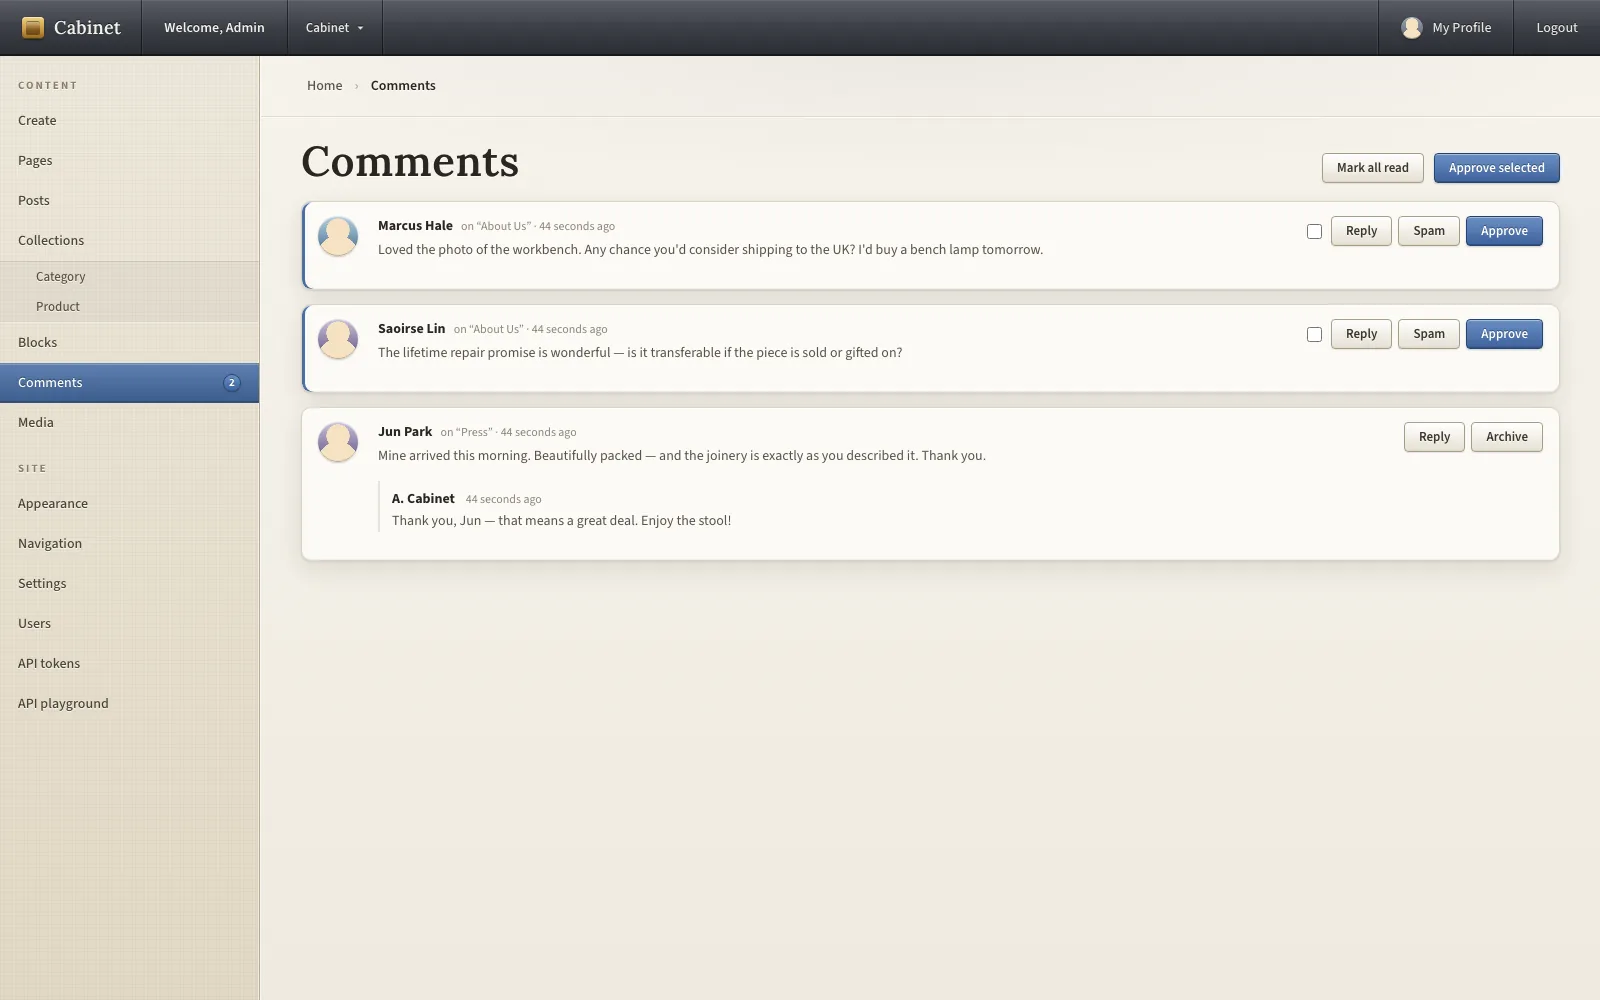 Cabinet
Welcome, Admin
Cabinet
My Profile
Logout
CONTENT
Create
Pages
Posts
Collections
Category
Product
Blocks
Comments 2
Media
SITE
Appearance
Navigation
Settings
Users
API tokens
API playground
Home › Comments
Comments
Mark all read
Approve selected
Marcus Hale on “About Us” · 44 seconds ago
Loved the photo of the workbench. Any chance you'd consider shipping to the UK? I'd buy a bench lamp tomorrow.
Reply
Spam
Approve
Saoirse Lin on “About Us” · 44 seconds ago
The lifetime repair promise is wonderful — is it transferable if the piece is sold or gifted on?
Reply
Spam
Approve
Jun Park on “Press” · 44 seconds ago
Mine arrived this morning. Beautifully packed — and the joinery is exactly as you described it. Thank you.
Reply
Archive
A. Cabinet 44 seconds ago
Thank you, Jun — that means a great deal. Enjoy the stool!